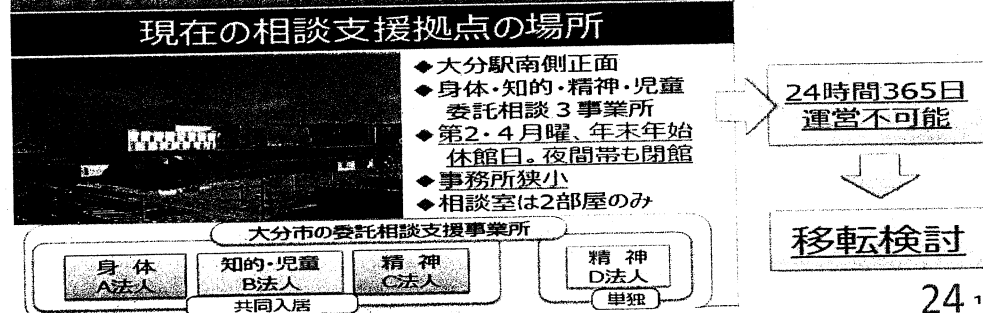 現在の相談支援拠点の場所
◆大分駅南側正面
◆身体・知的・精神・児童
委託相談3事業所
◆第2・4月曜、年末年始
休館日。夜間帯も閉館
◆事務所狭小
◆相談室は2部屋のみ
24時間365日
運営不可能
移転検討
大分市の委託相談支援事業所
身体
A法人
知的・児童
B法人
精神
C法人
共同入居
精神
D法人
単独
24